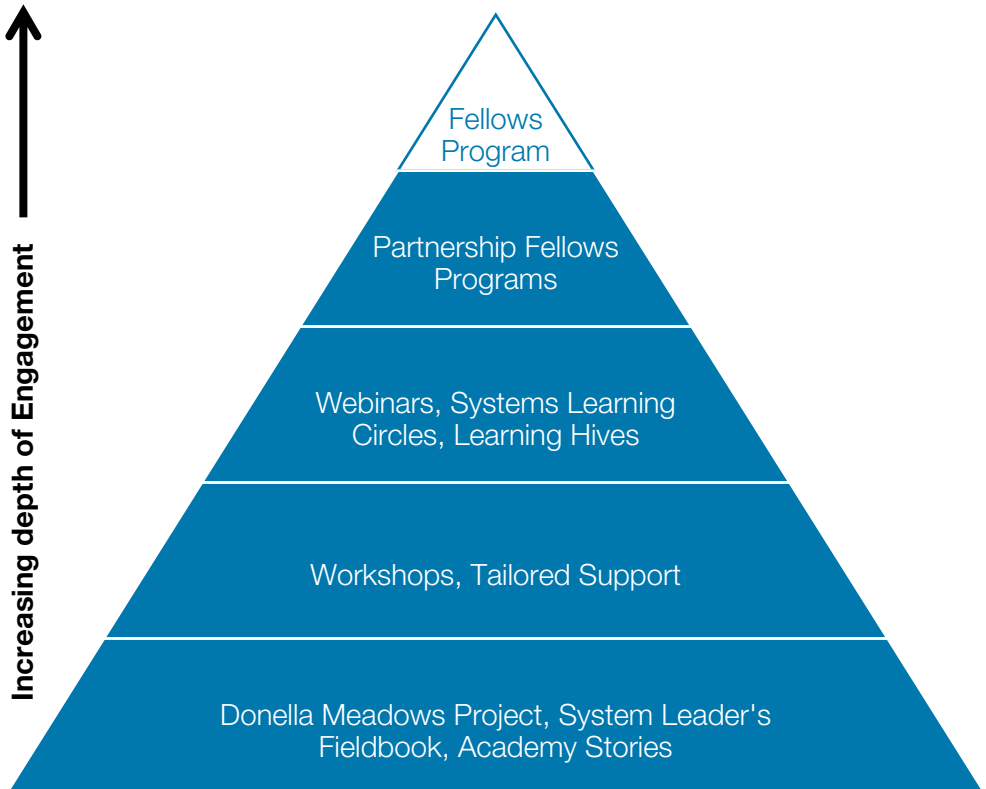 Increasing depth of Engagement
Fellows
Program
Partnership Fellows
Programs
Webinars, Systems Learning
Circles, Learning Hives
Workshops, Tailored Support
Donella Meadows Project, System Leader's
Fieldbook, Academy Stories